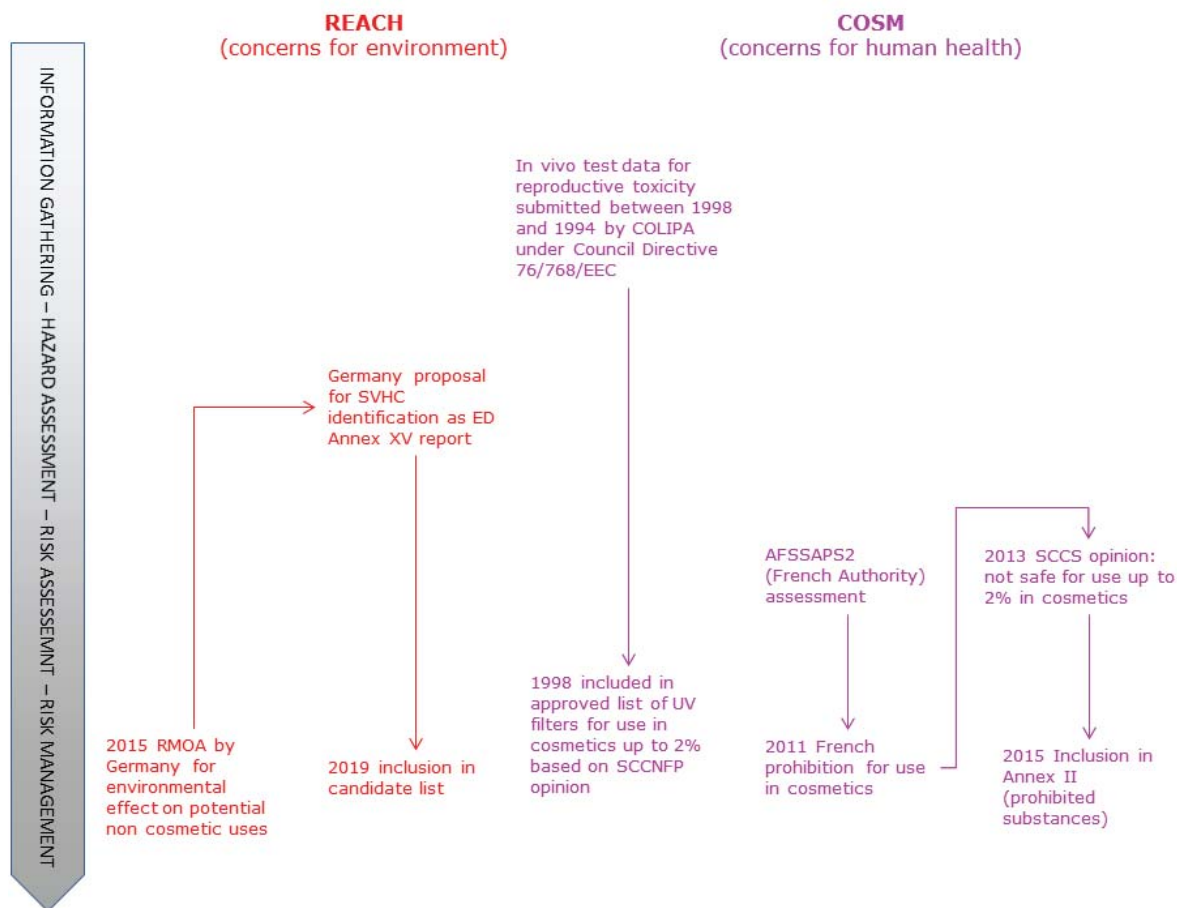 REACH
(concerns for environment)
COSM
(concerns for human health)
INFORMATION GATHERING – HAZARD ASSESSMENT – RISK ASSESSEMNT – RISK MANAGEMENT
In vivo test data for
reproductive toxicity
submitted between 1998
and 1994 by COLIPA
under Council Directive
76/768/EEC
Germany proposal
for SVHC
identification as ED
Annex XV report
AFSSAPS2
(French Authority)
assessment
2013 SCCS opinion:
not safe for use up to
2% in cosmetics
2015 RMOA by
Germany for
environmental
effect on potential
non cosmetic uses
2019 inclusion in
candidate list
1998 included in
approved list of UV
filters for use in
cosmetics up to 2%
based on SCCNFP
opinion
2011 French
prohibition for use
in cosmetics
2015 Inclusion in
Annex II
(prohibited
substances)